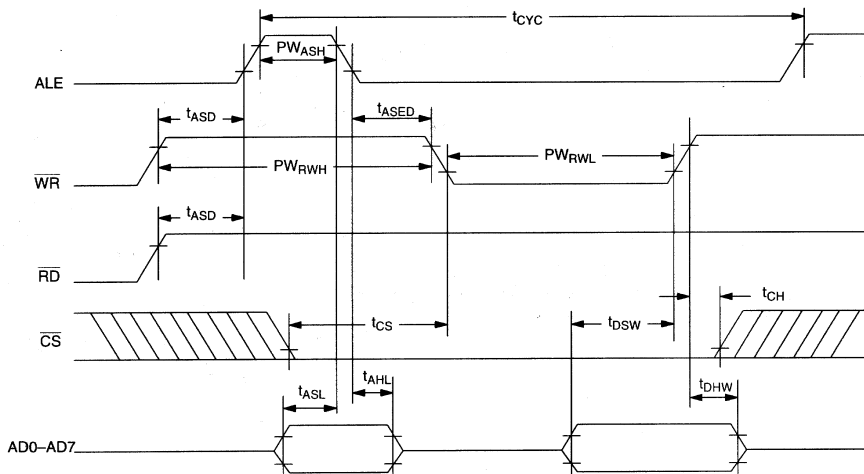 tCYC
PWASH
ALE
tASD
tASED
PWRWH
PWRWL
WR
tASD
RD
tCH
CS
tCS
tDSW
tASL
tAHL
tDHW
AD0–AD7